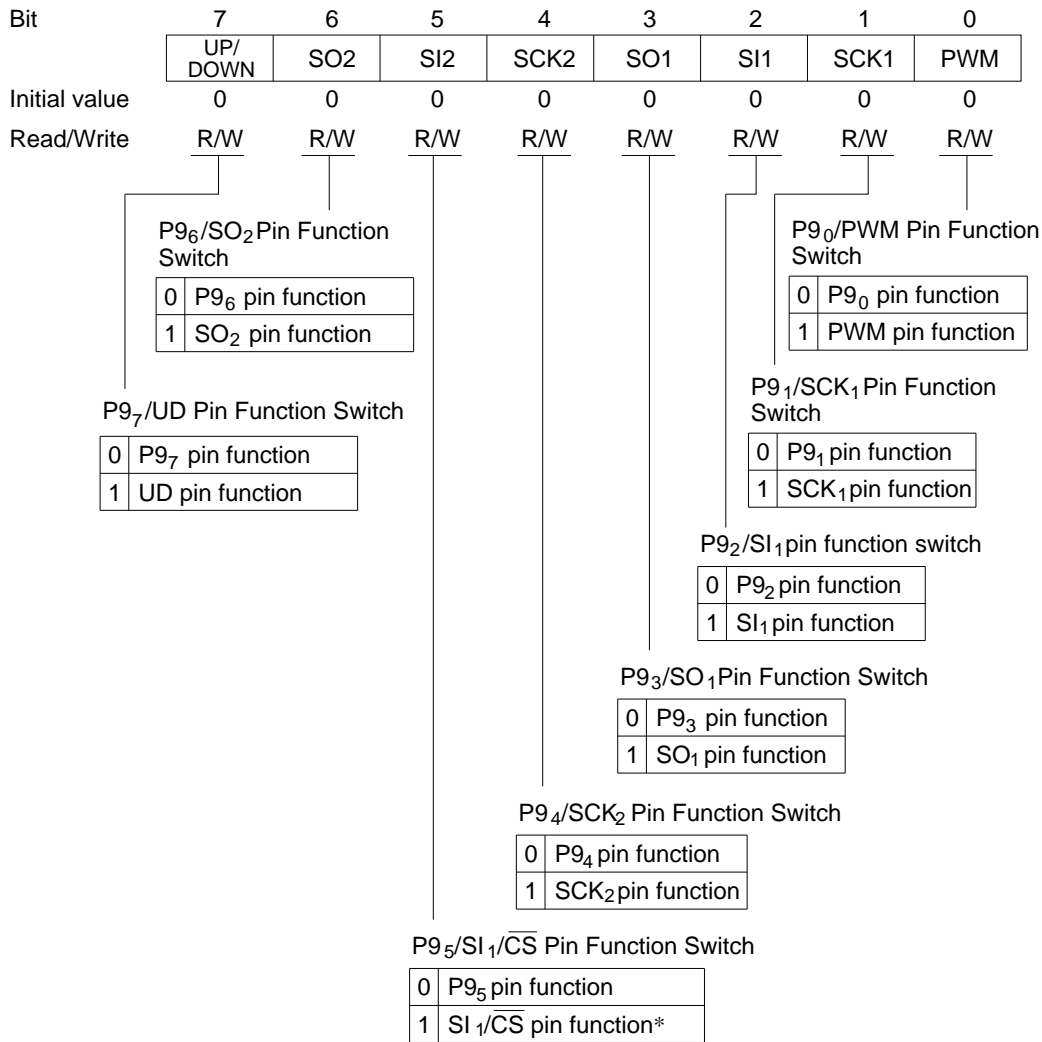 Bit 7 6 5 4 3 2 1 0
UP/DOWN SO2 SI2 SCK2 SO1 SI1 SCK1 PWM
Initial value 0 0 0 0 0 0 0 0
Read/Write R/W R/W R/W R/W R/W R/W R/W R/W
P9₆/SO₂ Pin Function
Switch
0 P9₆ pin function
1 SO₂ pin function
P9₀/PWM Pin Function
Switch
0 P9₀ pin function
1 PWM pin function
P9₇/UD Pin Function Switch
0 P9₇ pin function
1 UD pin function
P9₁/SCK₁ Pin Function
Switch
0 P9₁ pin function
1 SCK₁ pin function
P9₂/SI₁ pin function switch
0 P9₂ pin function
1 SI₁ pin function
P9₃/SO₁ Pin Function Switch
0 P9₃ pin function
1 SO₁ pin function
P9₄/SCK₂ Pin Function Switch
0 P9₄ pin function
1 SCK₂ pin function
P9₅/SI₁/C̅S̅ Pin Function Switch
0 P9₅ pin function
1 SI₁/C̅S̅ pin function*